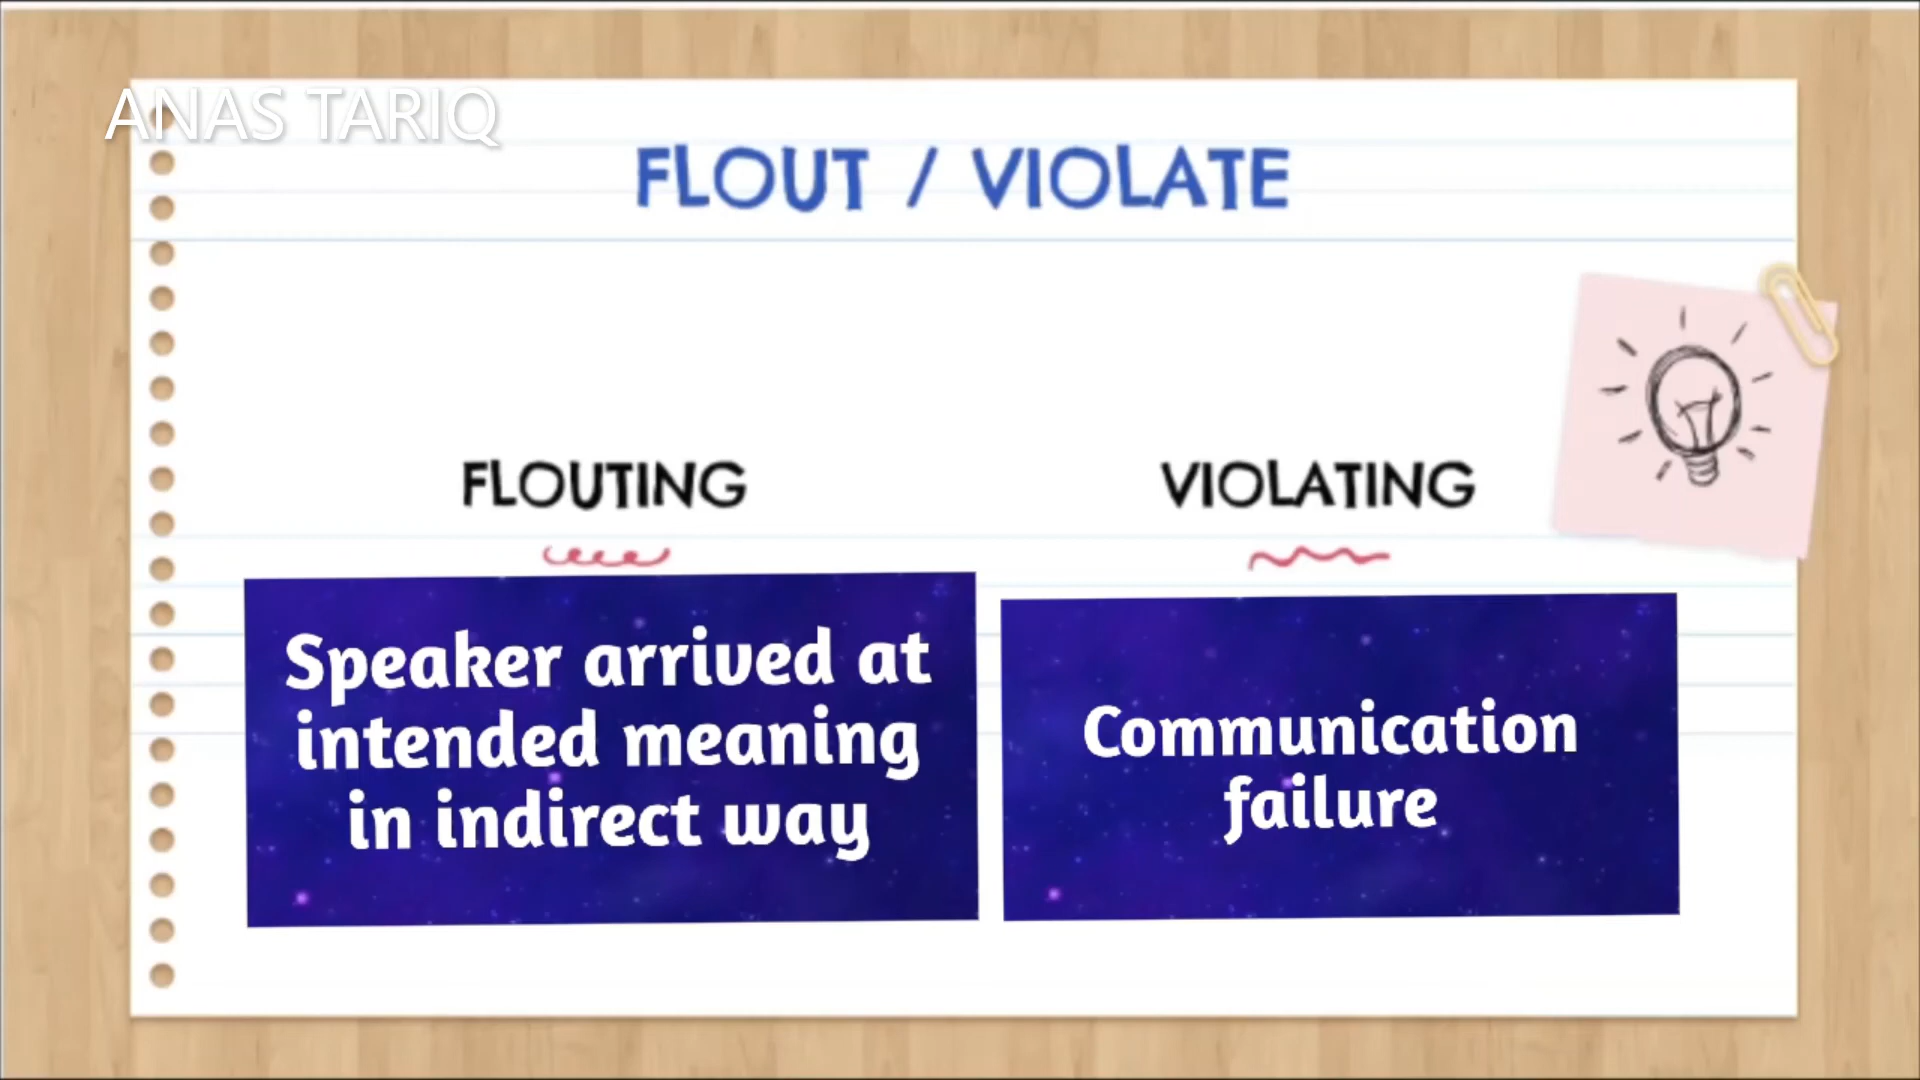 ANAS TARIQ
FLOUT / VIOLATE
FLOUTING
Speaker arrived at
intended meaning
in indirect way
VIOLATING
Communication
failure